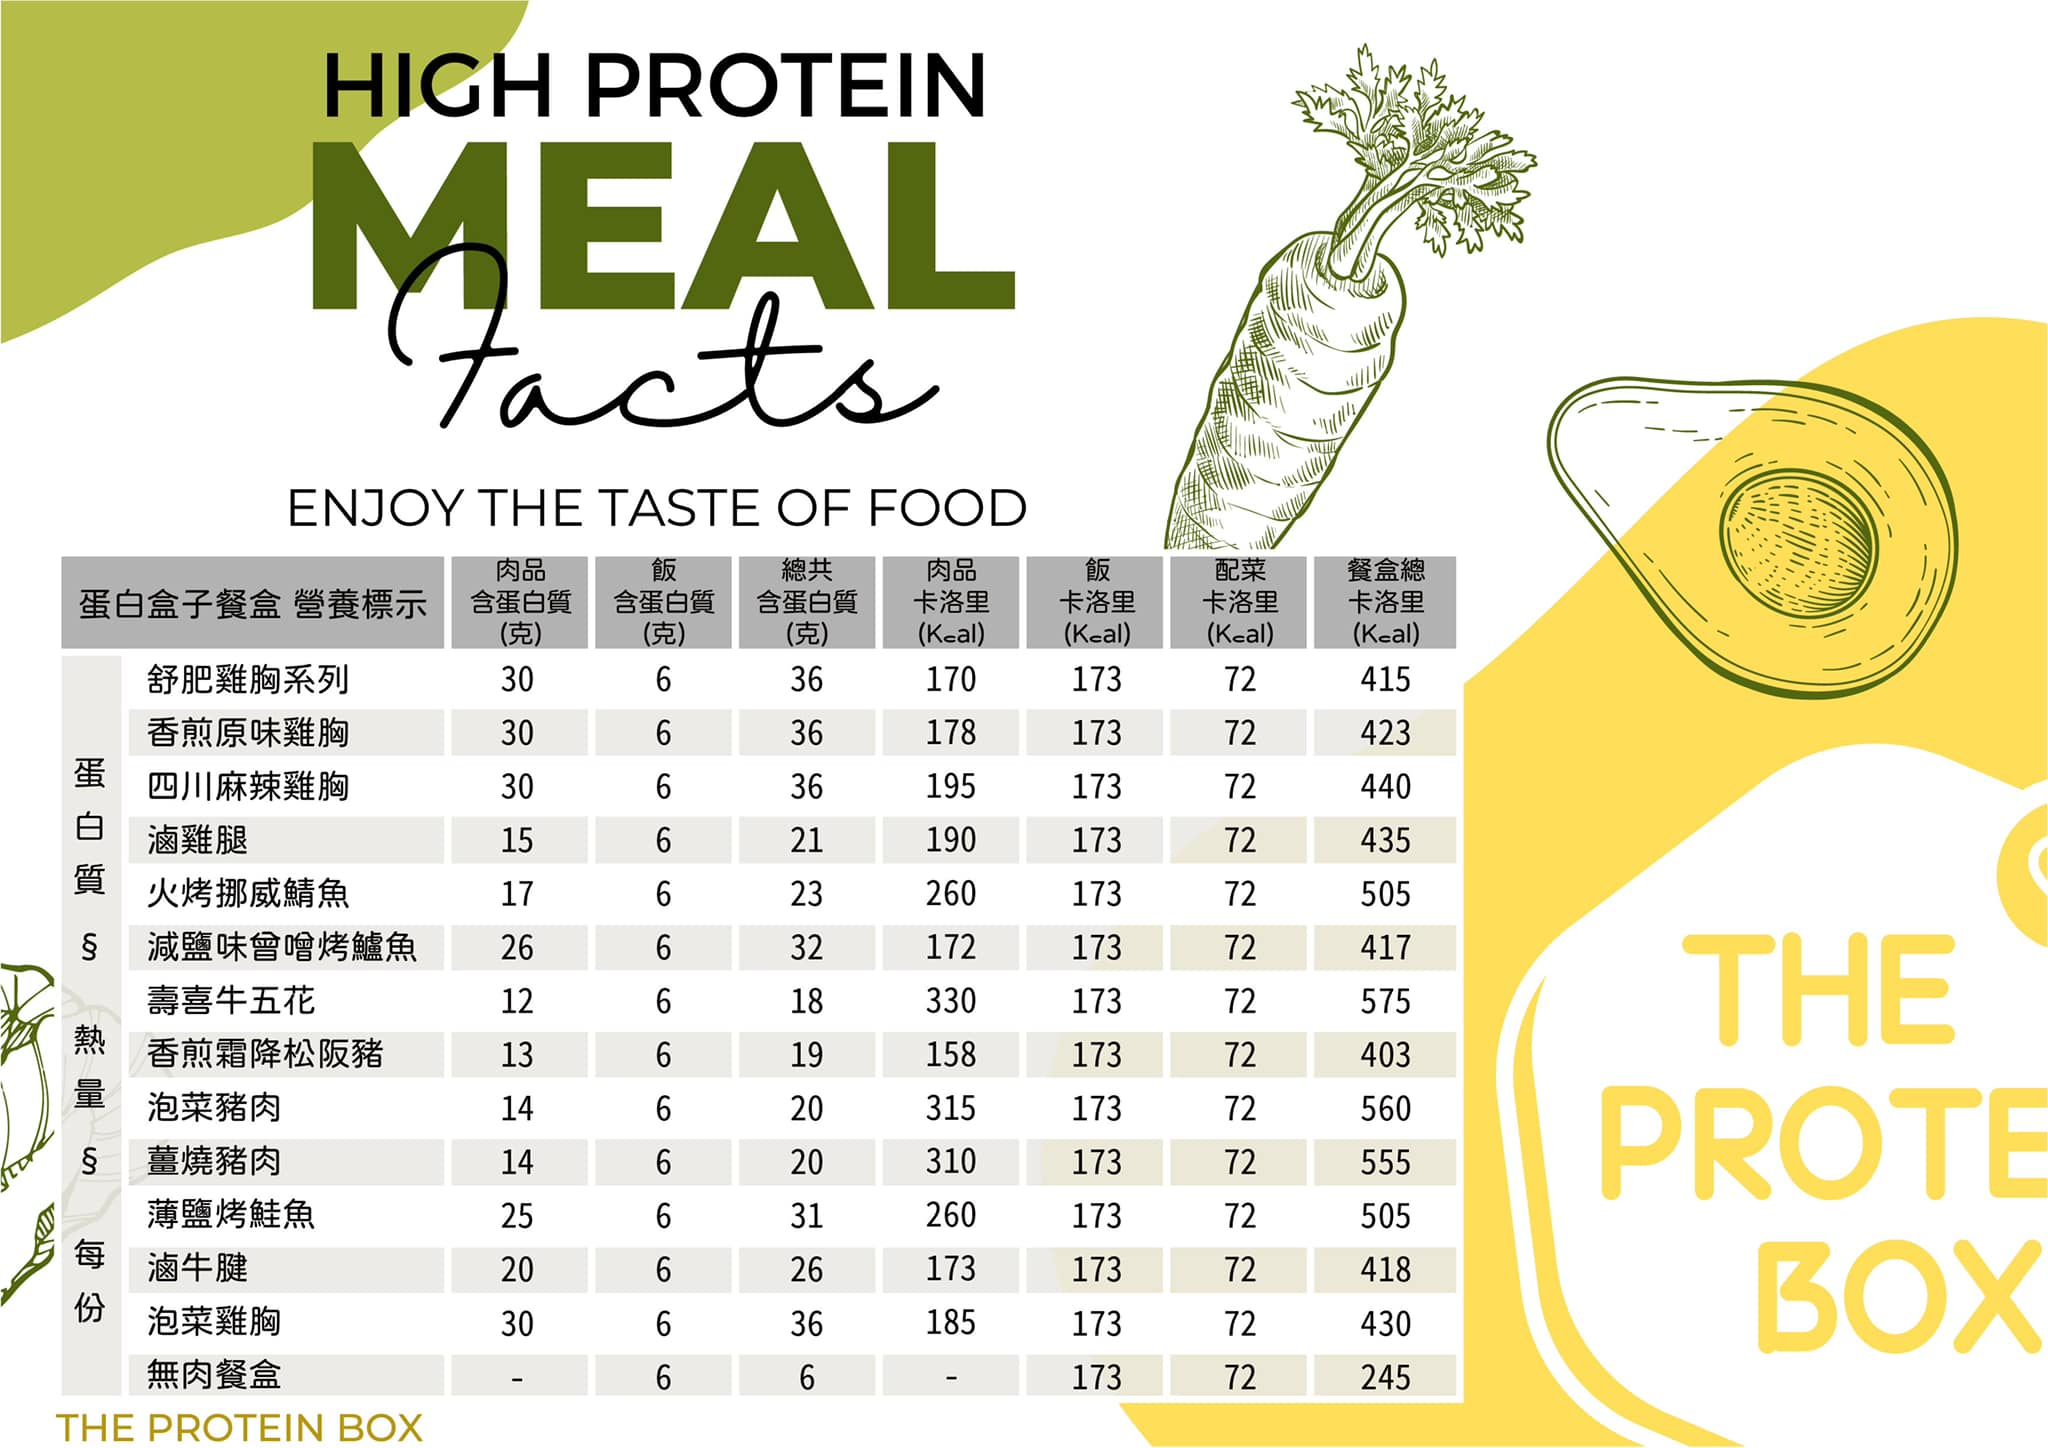 HIGH PROTEIN
MEAL
Facts
ENJOY THE TASTE OF FOOD
蛋白盒子餐盒 營養標示 肉品含蛋白質(克) 飯含蛋白質(克) 總共含蛋白質(克) 肉品卡洛里(Kcal) 飯卡洛里(Kcal) 配菜卡洛里(Kcal) 餐盒總卡洛里(Kcal)
蛋白質 § 熱量 § 每份
舒肥雞胸系列 30 6 36 170 173 72 415
香煎原味雞胸 30 6 36 178 173 72 423
四川麻辣雞胸 30 6 36 195 173 72 440
滷雞腿 15 6 21 190 173 72 435
火烤挪威鯖魚 17 6 23 260 173 72 505
減鹽味曾噌烤鱸魚 26 6 32 172 173 72 417
壽喜牛五花 12 6 18 330 173 72 575
香煎霜降松阪豬 13 6 19 158 173 72 403
泡菜豬肉 14 6 20 315 173 72 560
薑燒豬肉 14 6 20 310 173 72 555
薄鹽烤鮭魚 25 6 31 260 173 72 505
滷牛腱 20 6 26 173 173 72 418
泡菜雞胸 30 6 36 185 173 72 430
無肉餐盒 - 6 6 - 173 72 245
THE PROTEIN BOX
THE
PROTE
BOX